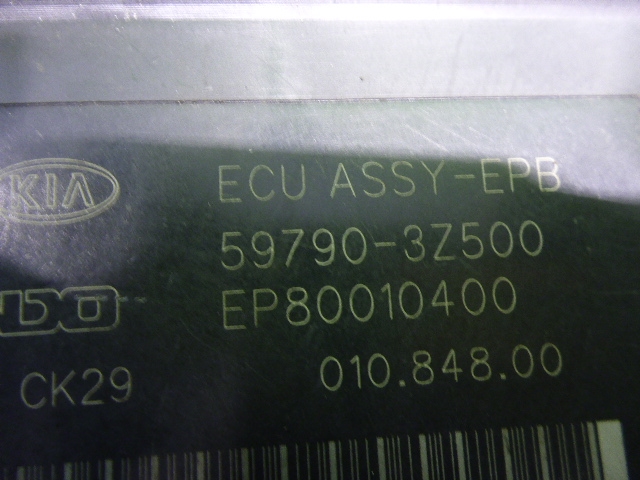 KIA
ECU ASSY-EPB
59790-3Z500
EP80010400
CK29 010.848.00